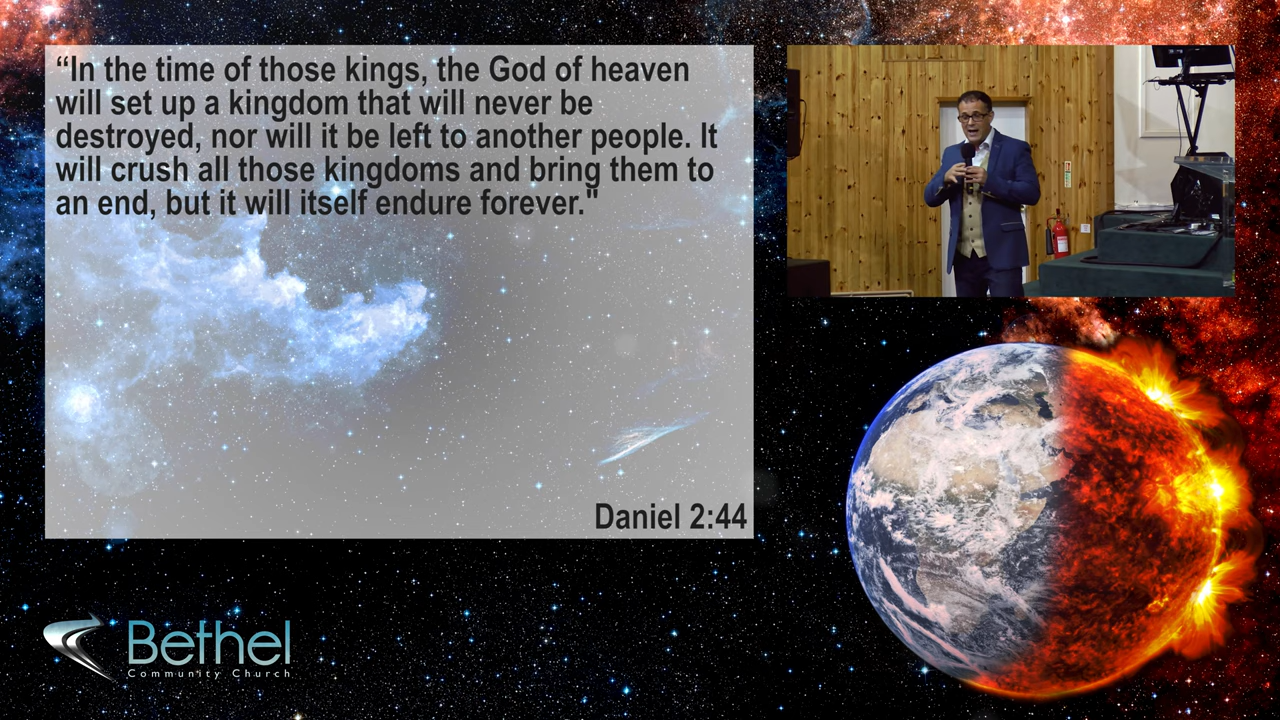 “In the time of those kings, the God of heaven
will set up a kingdom that will never be
destroyed, nor will it be left to another people. It
will crush all those kingdoms and bring them to
an end, but it will itself endure forever."
Daniel 2:44
Bethel
Community Church